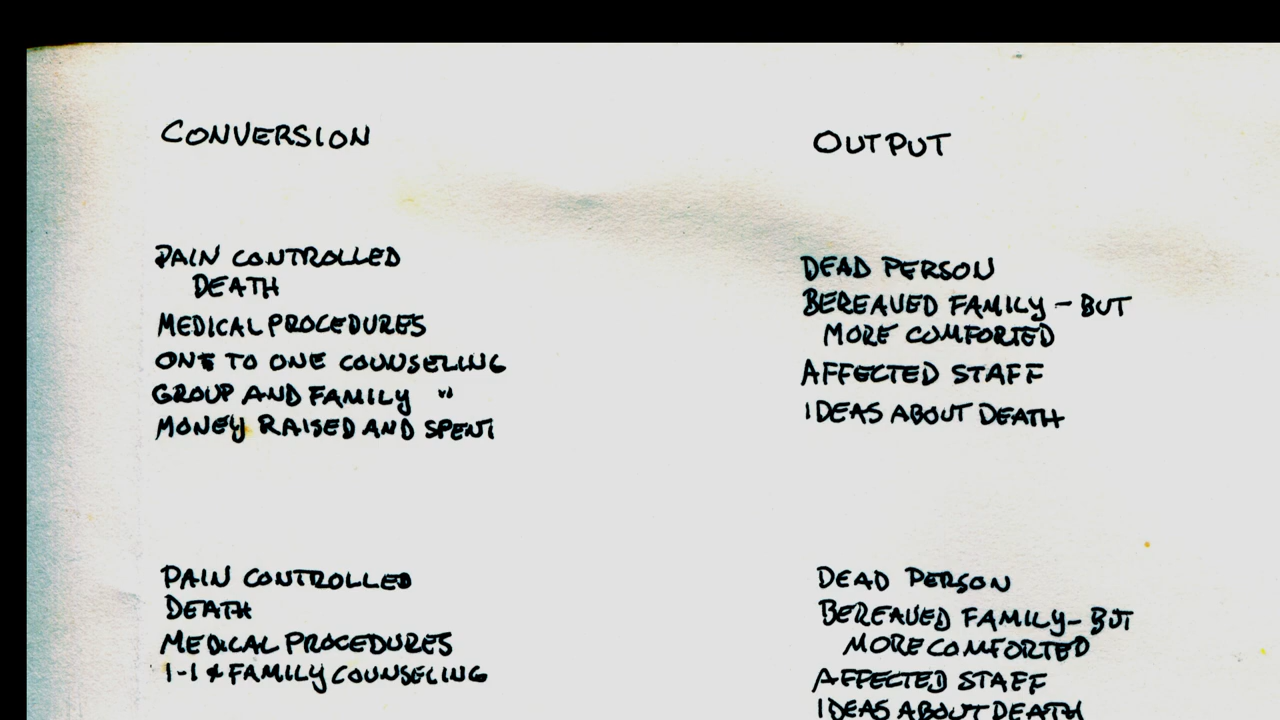 CONVERSION
OUTPUT
PAIN CONTROLLED
DEATH
MEDICAL PROCEDURES
ONE TO ONE COUNSELING
GROUP AND FAMILY "
MONEY RAISED AND SPENT
DEAD PERSON
BEREAVED FAMILY - BUT
MORE COMFORTED
AFFECTED STAFF
IDEAS ABOUT DEATH
PAIN CONTROLLED
DEATH
MEDICAL PROCEDURES
1-1 & FAMILY COUNSELING
DEAD PERSON
BEREAVED FAMILY - BUT
MORE COMFORTED
AFFECTED STAFF
IDEAS ABOUT DEATH